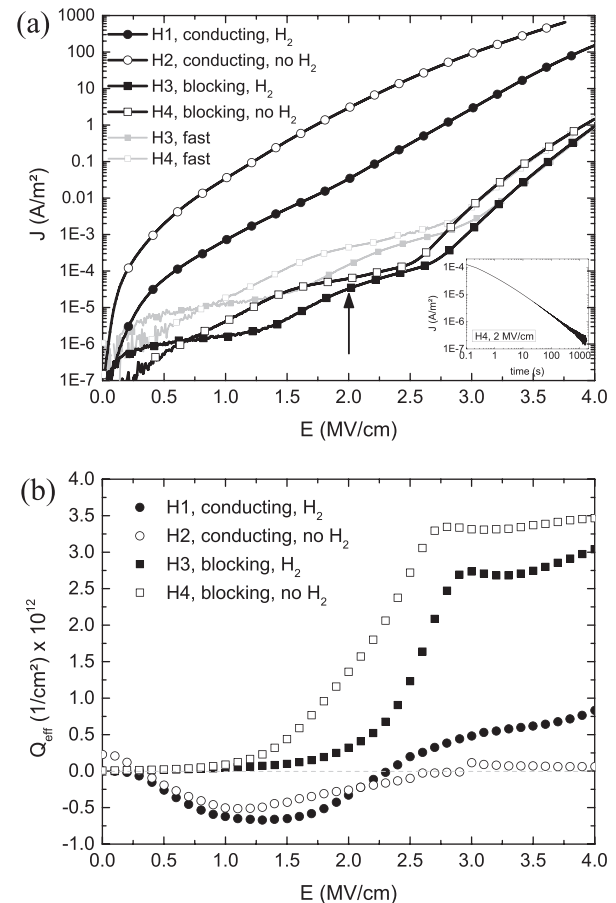 (a)
1000
100
10
1
0.1
0.01
1E-3
1E-4
1E-5
1E-6
1E-7
J (A/m²)
H1, conducting, H₂
H2, conducting, no H₂
H3, blocking, H₂
H4, blocking, no H₂
H3, fast
H4, fast
1E-4
1E-5
1E-6
1E-7
J (A/m²)
H4, 2 MV/cm
0.1 1 10 100 1000
time (s)
0.0 0.5 1.0 1.5 2.0 2.5 3.0 3.5 4.0
E (MV/cm)
(b)
4.0
3.5
3.0
2.5
2.0
1.5
1.0
0.5
0.0
-0.5
-1.0
Q_eff (1/cm²) x 10¹²
H1, conducting, H₂
H2, conducting, no H₂
H3, blocking, H₂
H4, blocking, no H₂
0.0 0.5 1.0 1.5 2.0 2.5 3.0 3.5 4.0
E (MV/cm)